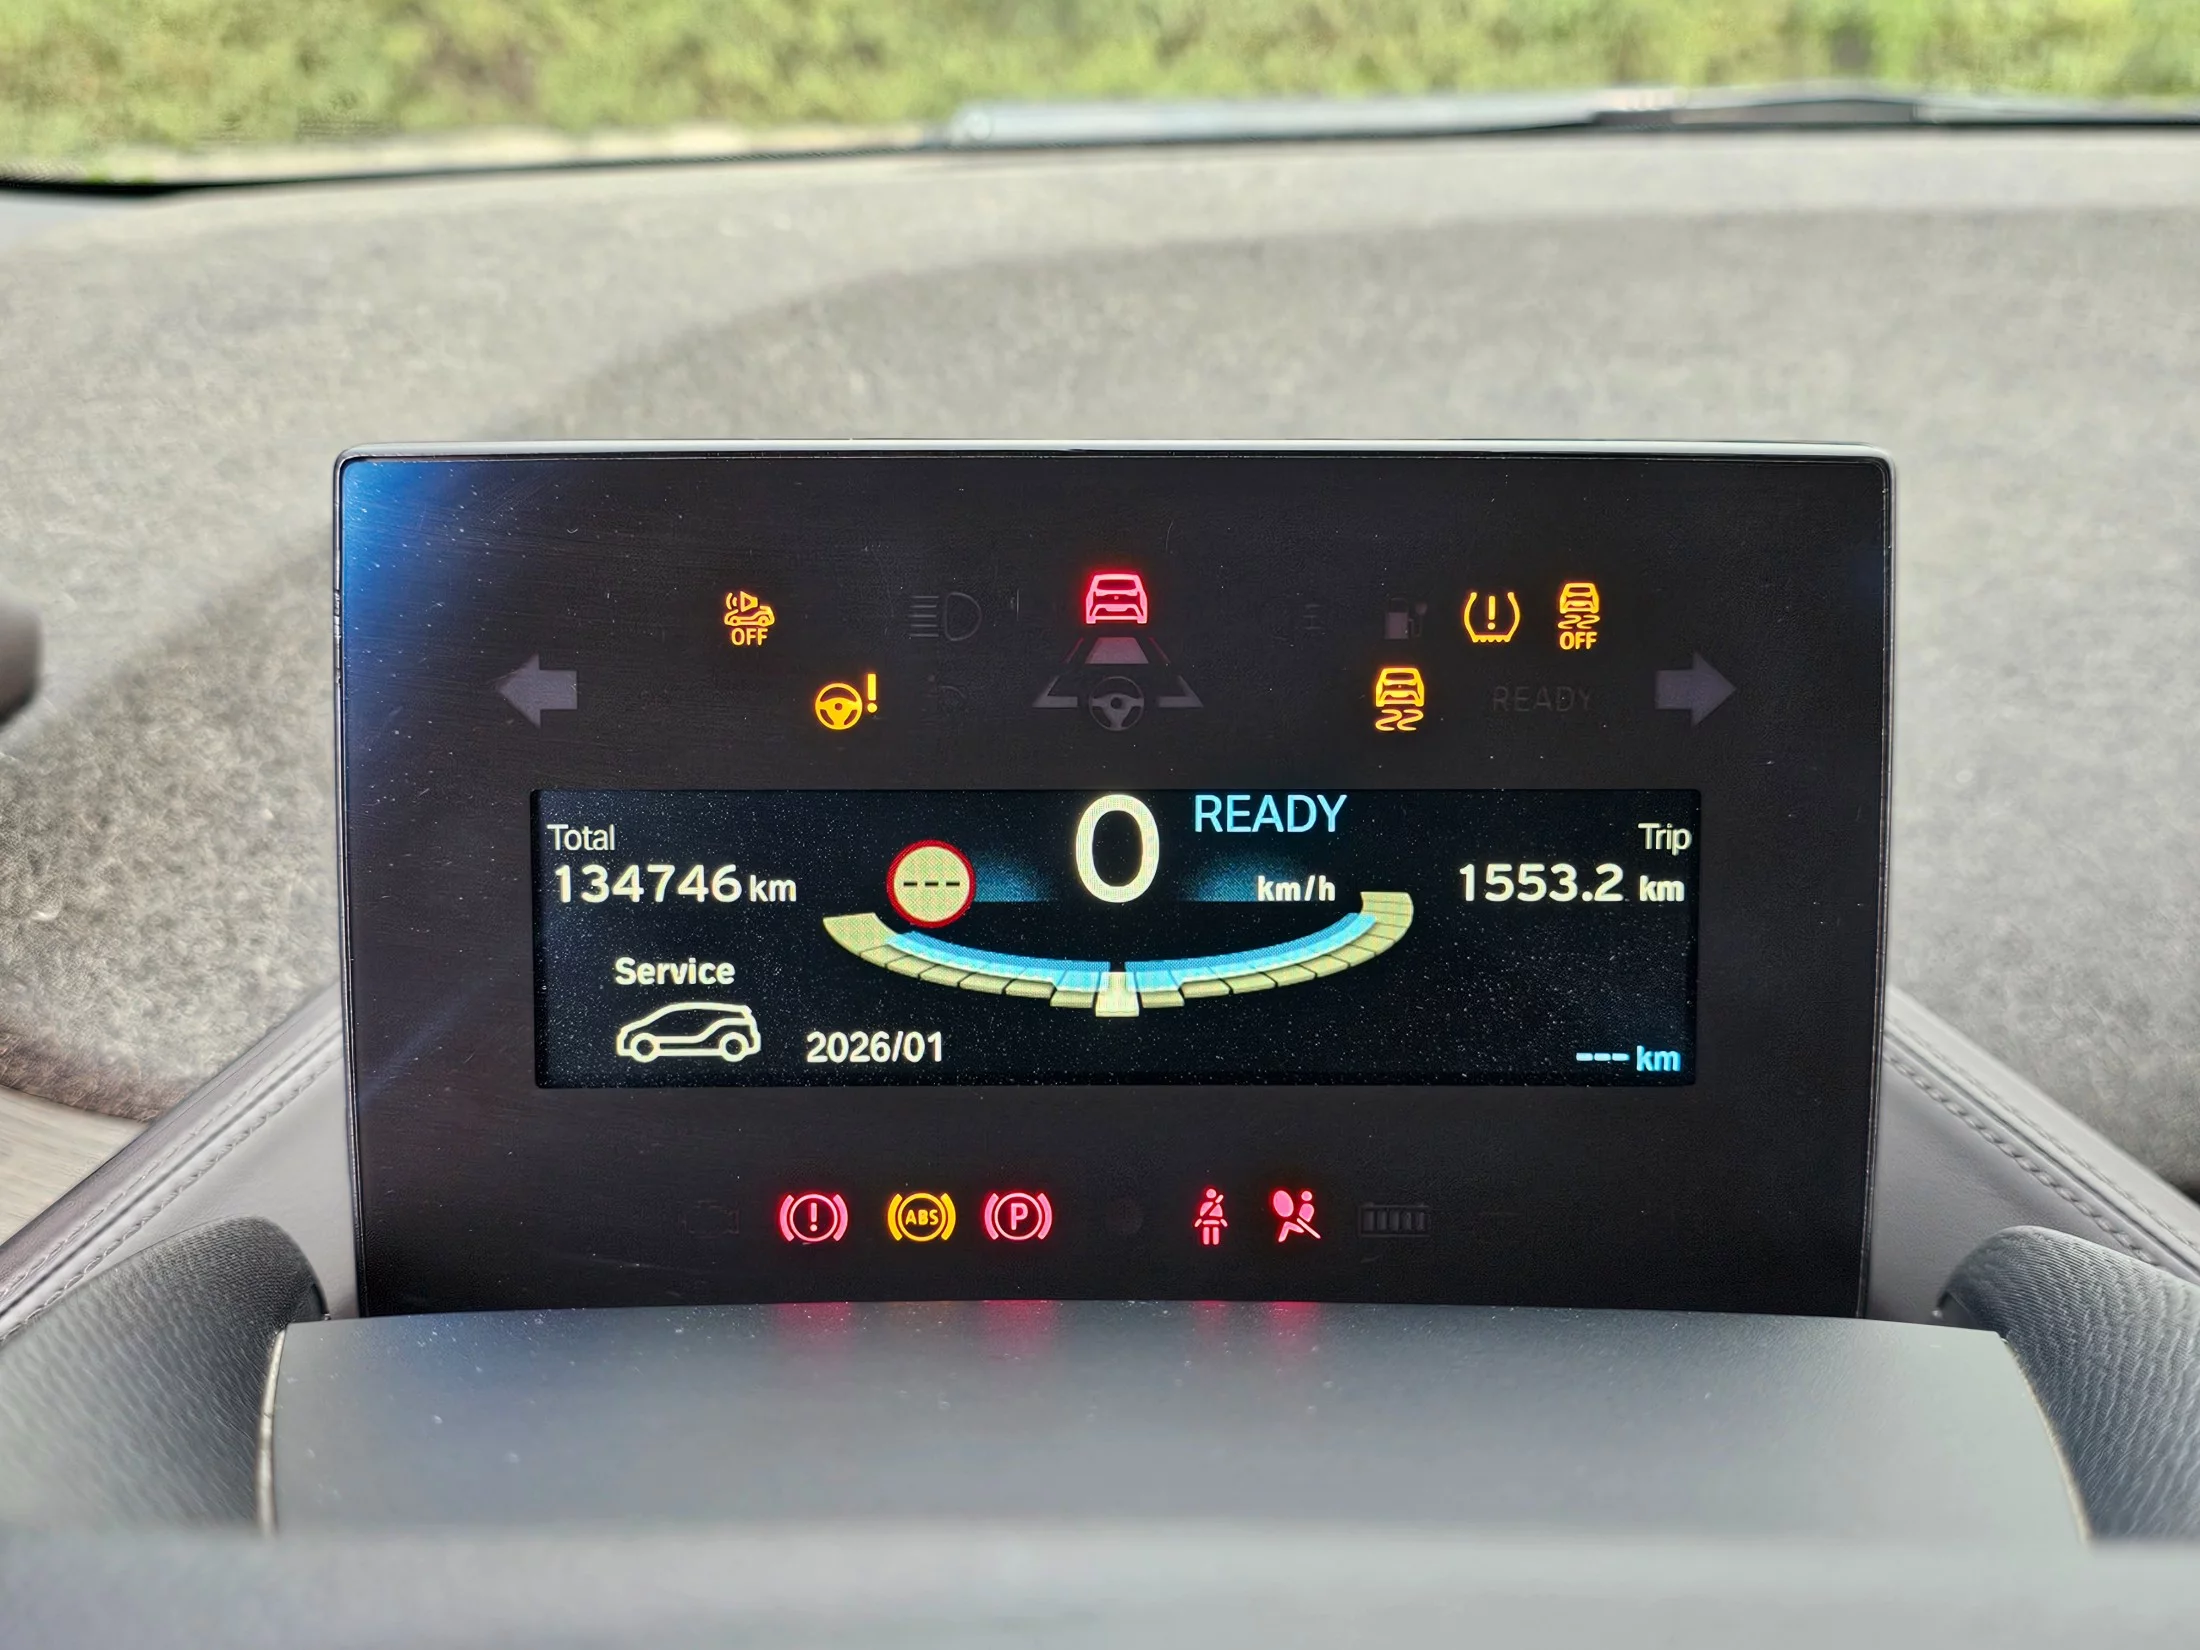 OFF
OFF
!
!
READY
Total
134746 km
---
0
READY
km/h
Trip
1553.2 km
Service
2026/01
--- km
!
ABS
P